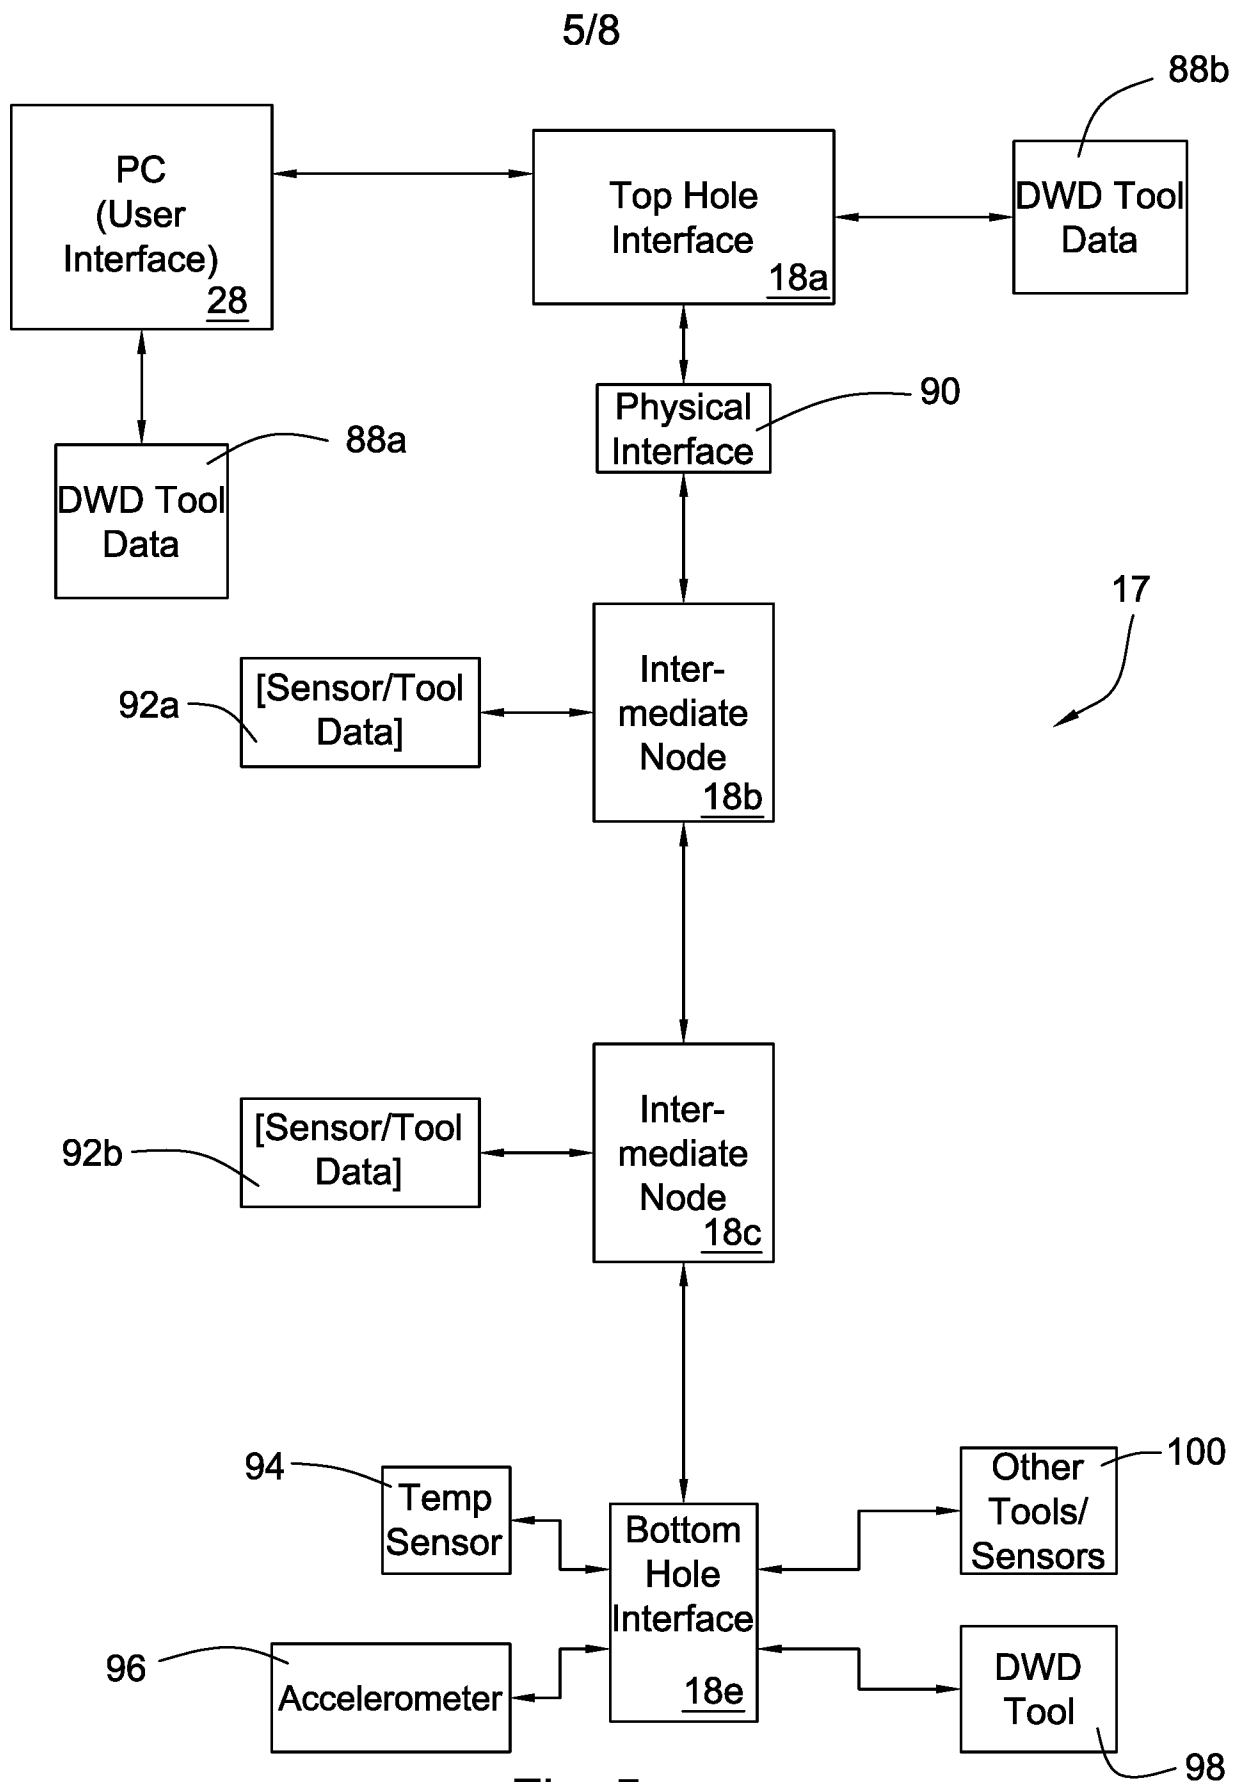 5/8
88b
PC
(User
Interface)
28
Top Hole
Interface
18a
DWD Tool
Data
88a
DWD Tool
Data
Physical
Interface
90
17
[Sensor/Tool
Data]
92a
Inter-
mediate
Node
18b
[Sensor/Tool
Data]
92b
Inter-
mediate
Node
18c
94
Temp
Sensor
Bottom
Hole
Interface
18e
100
Other
Tools/
Sensors
96
Accelerometer
DWD
Tool
98